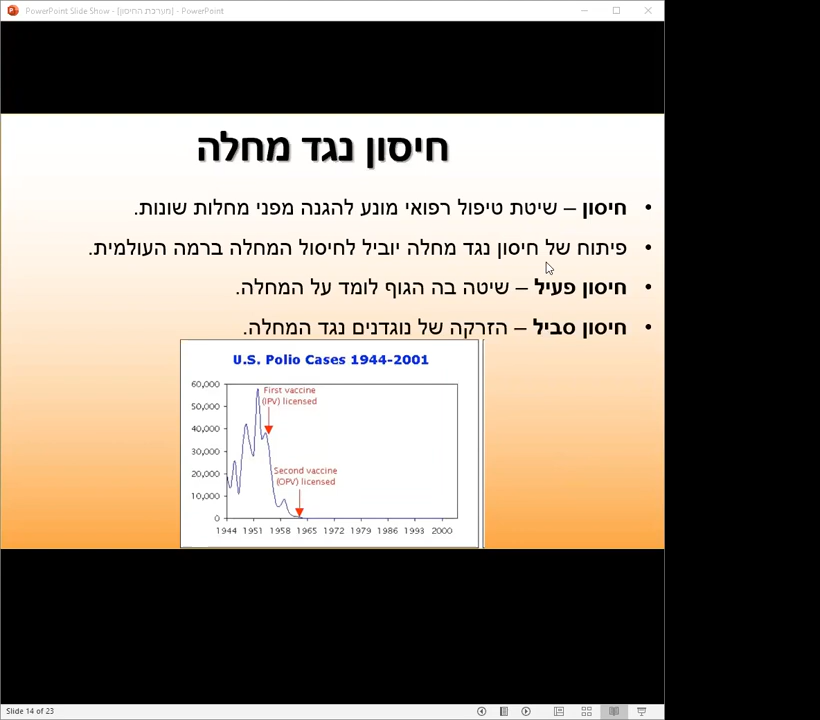 PowerPoint Slide Show - [מערכת החיסון] - PowerPoint
חיסון נגד מחלה
• חיסון – שיטת טיפול רפואי מונע להגנה מפני מחלות שונות.
• פיתוח של חיסון נגד מחלה יוביל לחיסול המחלה ברמה העולמית.
• חיסון פעיל – שיטה בה הגוף לומד על המחלה.
• חיסון סביל – הזרקה של נוגדנים נגד המחלה.
U.S. Polio Cases 1944-2001
60,000
50,000
40,000
30,000
20,000
10,000
0
First vaccine
(IPV) licensed
Second vaccine
(OPV) licensed
1944 1951 1958 1965 1972 1979 1986 1993 2000
Slide 14 of 23